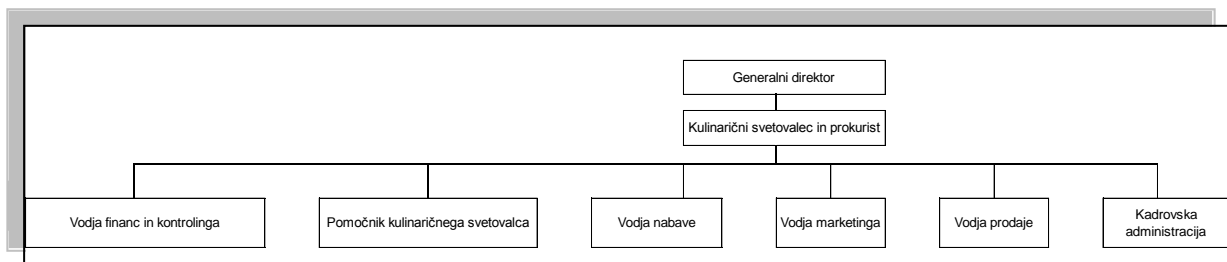 Generalni direktor
Kulinarični svetovalec in prokurist
Vodja financ in kontrolinga
Pomočnik kulinaričnega svetovalca
Vodja nabave
Vodja marketinga
Vodja prodaje
Kadrovska
administracija